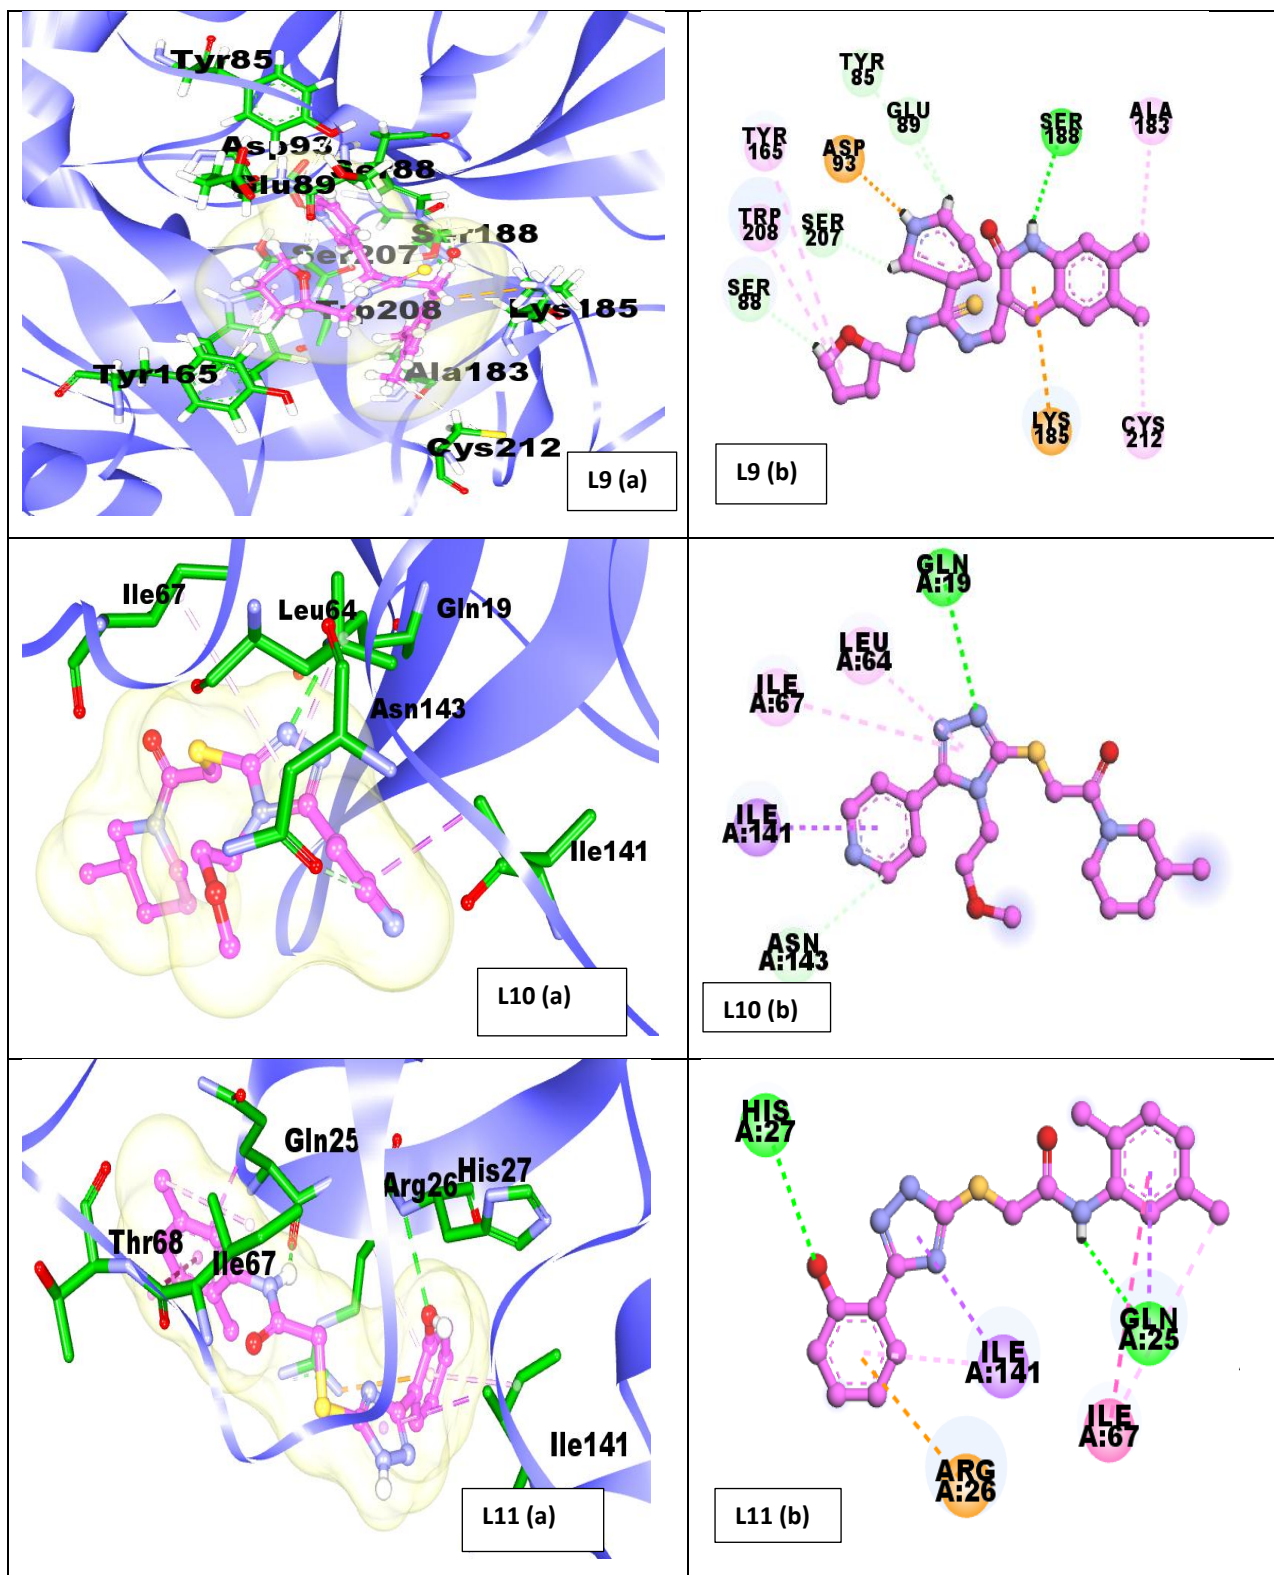 Tyr85
Asp93
Ser88
Glu89
Ser188
Ser207
Trp208
Lys185
Tyr165
Ala183
Cys212
L9 (a)
TYR
85
GLU
89
SER
188
ALA
183
TYR
165
ASP
93
TRP
208
SER
207
SER
88
LYS
185
CYS
212
L9 (b)
Ile67
Leu64
Gln19
Asn143
Ile141
L10 (a)
GLN
A:19
LEU
A:64
ILE
A:67
ILE
A:141
ASN
A:143
L10 (b)
Gln25
Arg26
His27
Thr68
Ile67
Ile141
L11 (a)
HIS
A:27
GLN
A:25
ILE
A:141
ILE
A:67
ARG
A:26
L11 (b)